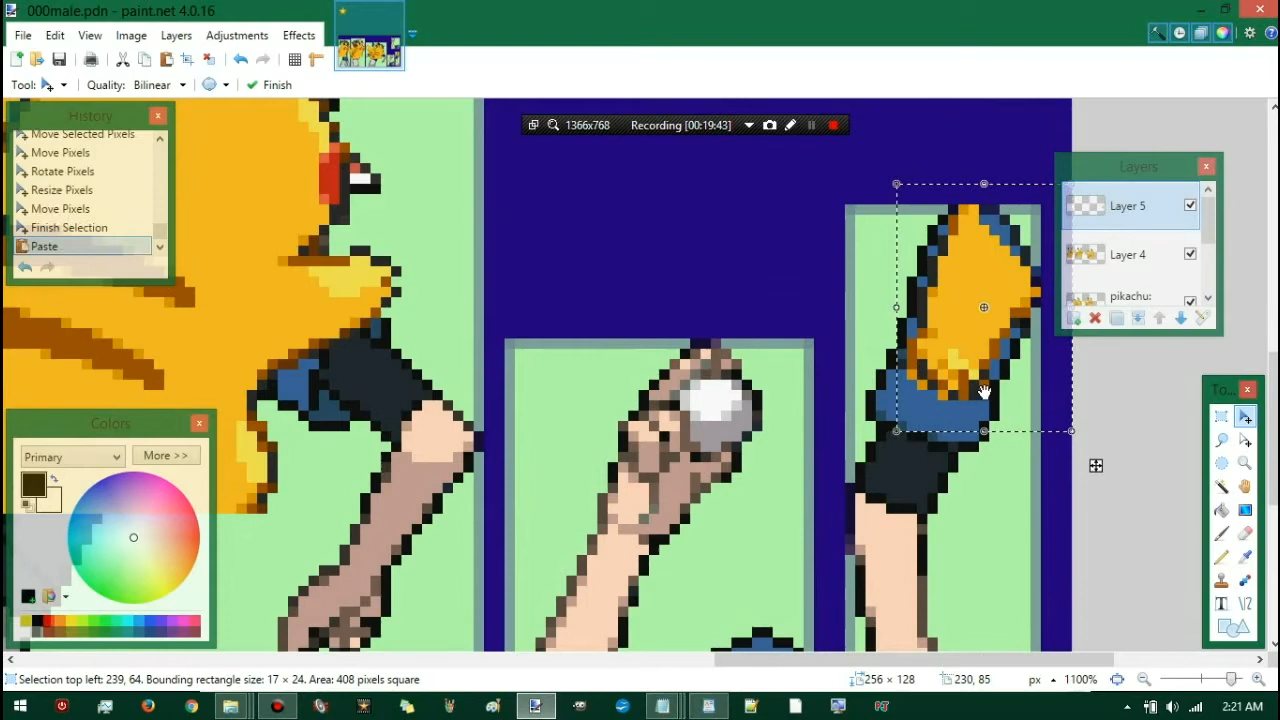 000male.pdn - paint.net 4.0.16
File Edit View Image Layers Adjustments Effects
Tool: Quality: Bilinear Finish
History
Move Selected Pixels
Move Pixels
Rotate Pixels
Resize Pixels
Move Pixels
Finish Selection
Paste
1366x768 Recording [00:19:43]
Layers
Layer 5
Layer 4
pikachu:
Colors
Primary More >>
To...
Selection top left: 239, 64. Bounding rectangle size: 17 × 24. Area: 408 pixels square 256 × 128 230, 85 px 1100%
2:21 AM